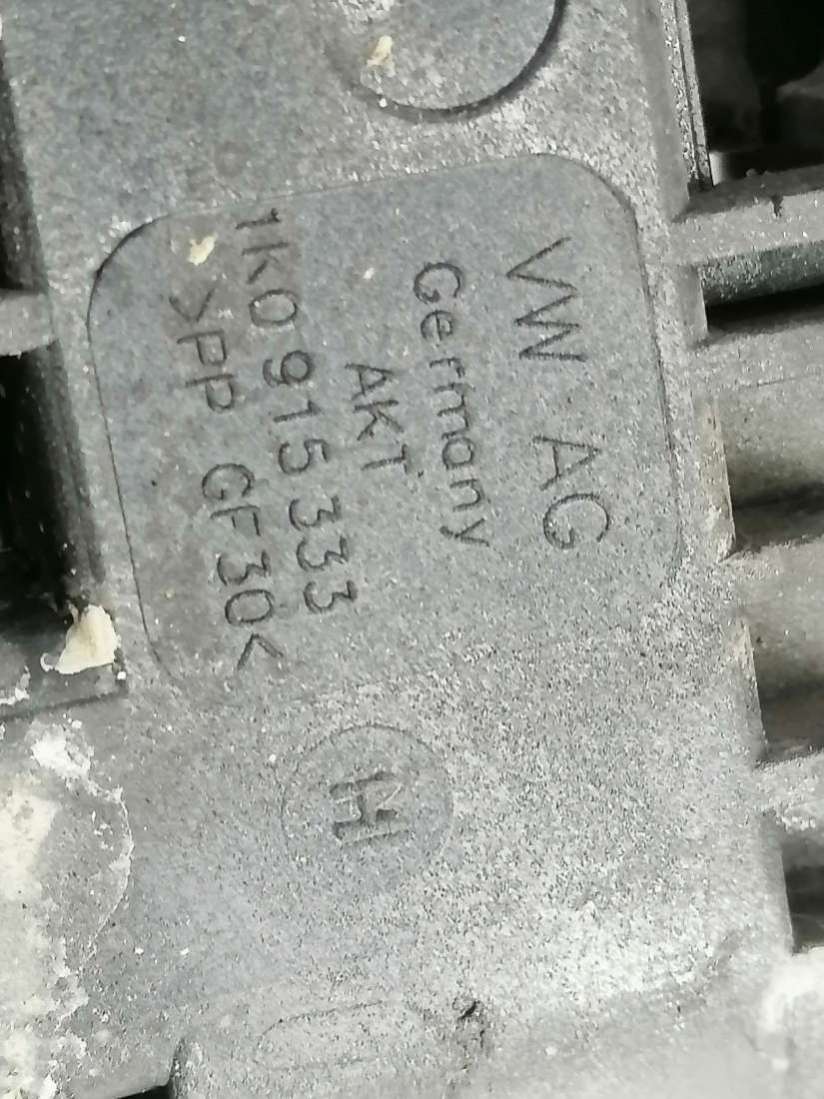 VW AG
Germany
AKT
1K0 915 333
>PP GF30<